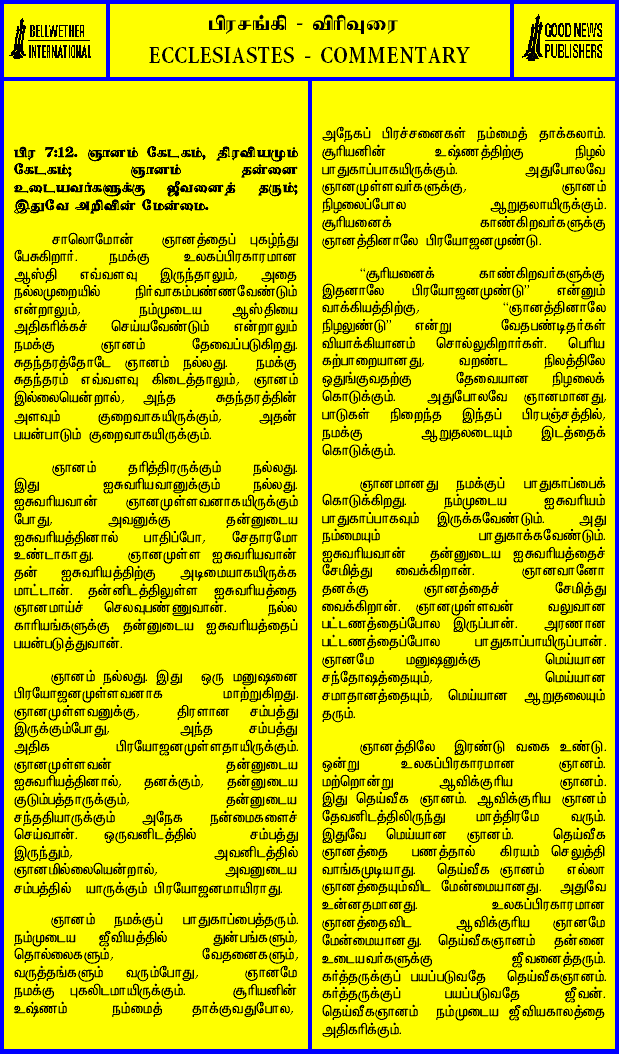 BELLWETHER
INTERNATIONAL
பிரசங்கி - விரிவுரை
ECCLESIASTES - COMMENTARY
GOOD NEWS
PUBLISHERS
பிர 7:12. ஞானம் கேடகம், திரவியமும்
கேடகம்; ஞானம் தன்னை
உடையவர்களுக்கு ஜீவனைத் தரும்;
இதுவே அறிவின் மேன்மை.
சாலொமோன் ஞானத்தைப் புகழ்ந்து
பேசுகிறார். நமக்கு உலகப்பிரகாரமான
ஆஸ்தி எவ்வளவு இருந்தாலும், அதை
நல்லமுறையில் நிர்வாகம்பண்ணவேண்டும்
என்றாலும், நம்முடைய ஆஸ்தியை
அதிகரிக்கச் செய்யவேண்டும் என்றாலும்
நமக்கு ஞானம் தேவைப்படுகிறது.
சுதந்தரத்தோடே ஞானம் நல்லது. நமக்கு
சுதந்தரம் எவ்வளவு கிடைத்தாலும், ஞானம்
இல்லையென்றால், அந்த சுதந்தரத்தின்
அளவும் குறைவாகயிருக்கும், அதன்
பயன்பாடும் குறைவாகயிருக்கும்.
ஞானம் தரித்திரருக்கும் நல்லது.
இது ஐசுவரியவானுக்கும் நல்லது.
ஐசுவரியவான் ஞானமுள்ளவனாகயிருக்கும்
போது, அவனுக்கு தன்னுடைய
ஐசுவரியத்தினால் பாதிப்போ, சேதாரமோ
உண்டாகாது. ஞானமுள்ள ஐசுவரியவான்
தன் ஐசுவரியத்திற்கு அடிமையாகயிருக்க
மாட்டான். தன்னிடத்திலுள்ள ஐசுவரியத்தை
ஞானமாய்ச் செலவுபண்ணுவான். நல்ல
காரியங்களுக்கு தன்னுடைய ஐசுவரியத்தைப்
பயன்படுத்துவான்.
ஞானம் நல்லது. இது ஒரு மனுஷனை
பிரயோஜனமுள்ளவனாக மாற்றுகிறது.
ஞானமுள்ளவனுக்கு, திரளான சம்பத்து
இருக்கும்போது, அந்த சம்பத்து
அதிக பிரயோஜனமுள்ளதாயிருக்கும்.
ஞானமுள்ளவன் தன்னுடைய
ஐசுவரியத்தினால், தனக்கும், தன்னுடைய
குடும்பத்தாருக்கும், தன்னுடைய
சந்ததியாருக்கும் அநேக நன்மைகளைச்
செய்வான். ஒருவனிடத்தில் சம்பத்து
இருந்தும், அவனிடத்தில்
ஞானமில்லையென்றால், அவனுடைய
சம்பத்தில் யாருக்கும் பிரயோஜனமாயிராது.
ஞானம் நமக்குப் பாதுகாப்பைத்தரும்.
நம்முடைய ஜீவியத்தில் துன்பங்களும்,
தொல்லைகளும், வேதனைகளும்,
வருத்தங்களும் வரும்போது, ஞானமே
நமக்கு புகலிடமாயிருக்கும். சூரியனின்
உஷ்ணம் நம்மைத் தாக்குவதுபோல,
அநேகப் பிரச்சனைகள் நம்மைத் தாக்கலாம்.
சூரியனின் உஷ்ணத்திற்கு நிழல்
பாதுகாப்பாகயிருக்கும். அதுபோலவே
ஞானமுள்ளவர்களுக்கு, ஞானம்
நிழலைப்போல ஆறுதலாயிருக்கும்.
சூரியனைக் காண்கிறவர்களுக்கு
ஞானத்தினாலே பிரயோஜனமுண்டு.
“சூரியனைக் காண்கிறவர்களுக்கு
இதனாலே பிரயோஜனமுண்டு” என்னும்
வாக்கியத்திற்கு, “ஞானத்தினாலே
நிழலுண்டு” என்று வேதபண்டிதர்கள்
வியாக்கியானம் சொல்லுகிறார்கள். பெரிய
கற்பாறையானது, வறண்ட நிலத்திலே
ஒதுங்குவதற்கு தேவையான நிழலைக்
கொடுக்கும். அதுபோலவே ஞானமானது,
பாடுகள் நிறைந்த இந்தப் பிரபஞ்சத்தில்,
நமக்கு ஆறுதலடையும் இடத்தைக்
கொடுக்கும்.
ஞானமானது நமக்குப் பாதுகாப்பைக்
கொடுக்கிறது. நம்முடைய ஐசுவரியம்
பாதுகாப்பாகவும் இருக்கவேண்டும். அது
நம்மையும் பாதுகாக்கவேண்டும்.
ஐசுவரியவான் தன்னுடைய ஐசுவரியத்தைச்
சேமித்து வைக்கிறான். ஞானவானோ
தனக்கு ஞானத்தைச் சேமித்து
வைக்கிறான். ஞானமுள்ளவன் வலுவான
பட்டணத்தைப்போல இருப்பான். அரணான
பட்டணத்தைப்போல பாதுகாப்பாயிருப்பான்.
ஞானமே மனுஷனுக்கு மெய்யான
சந்தோஷத்தையும், மெய்யான
சமாதானத்தையும், மெய்யான ஆறுதலையும்
தரும்.
ஞானத்திலே இரண்டு வகை உண்டு.
ஒன்று உலகப்பிரகாரமான ஞானம்.
மற்றொன்று ஆவிக்குரிய ஞானம்.
இது தெய்வீக ஞானம். ஆவிக்குரிய ஞானம்
தேவனிடத்திலிருந்து மாத்திரமே வரும்.
இதுவே மெய்யான ஞானம். தெய்வீக
ஞானத்தை பணத்தால் கிரயம் செலுத்தி
வாங்கமுடியாது. தெய்வீக ஞானம் எல்லா
ஞானத்தையும்விட மேன்மையானது. அதுவே
உன்னதமானது. உலகப்பிரகாரமான
ஞானத்தைவிட ஆவிக்குரிய ஞானமே
மேன்மையானது. தெய்வீகஞானம் தன்னை
உடையவர்களுக்கு ஜீவனைத்தரும்.
கர்த்தருக்குப் பயப்படுவதே தெய்வீகஞானம்.
கர்த்தருக்குப் பயப்படுவதே ஜீவன்.
தெய்வீகஞானம் நம்முடைய ஜீவியகாலத்தை
அதிகரிக்கும்.